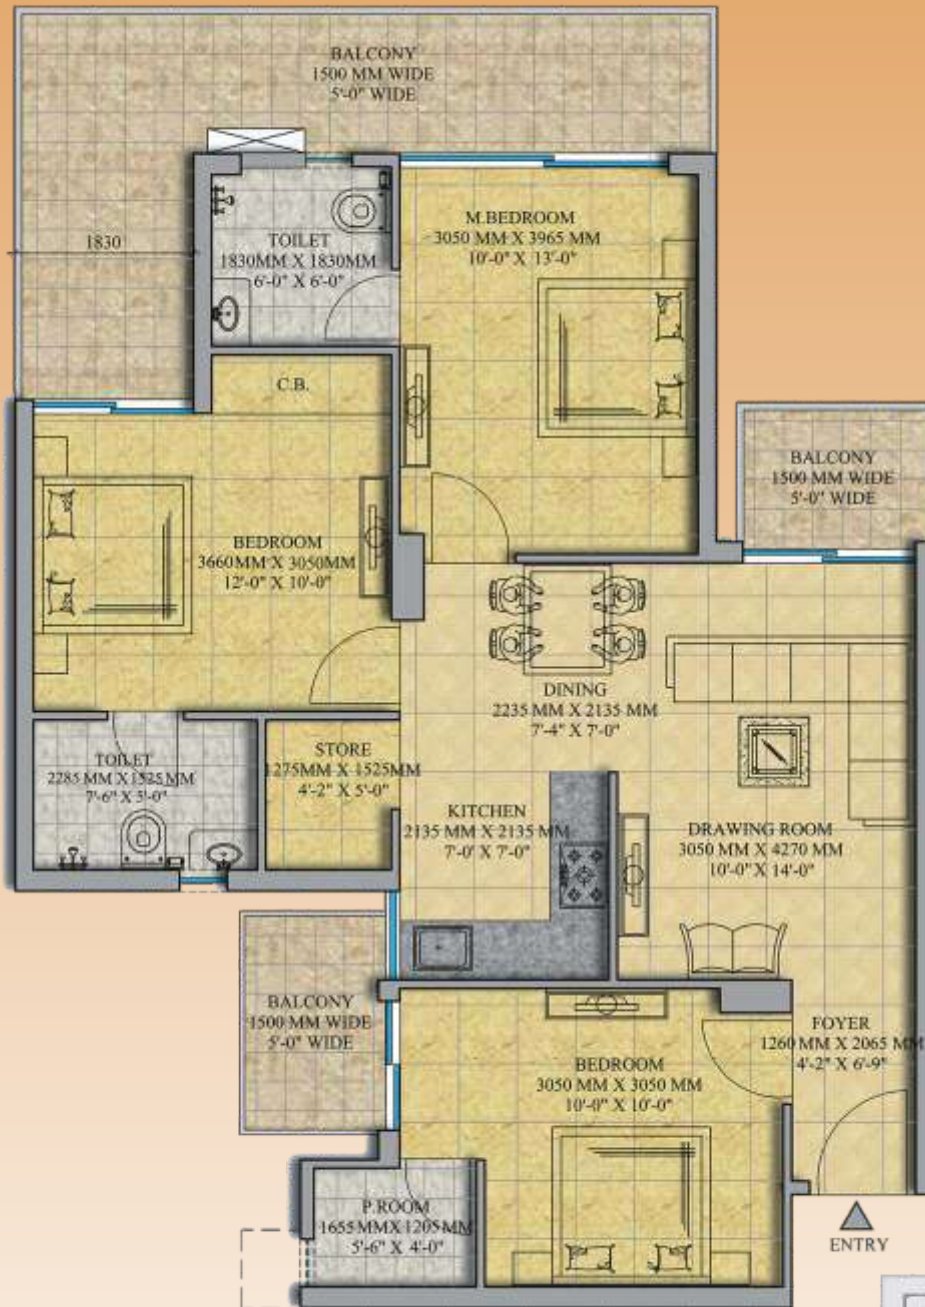 BALCONY
1500 MM WIDE
5'-0" WIDE
1830
TOILET
1830MM X 1830MM
6'-0" X 6'-0"
M.BEDROOM
3050 MM X 3965 MM
10'-0" X 13'-0"
C.B.
BALCONY
1500 MM WIDE
5'-0" WIDE
BEDROOM
3660MM X 3050MM
12'-0" X 10'-0"
DINING
2235 MM X 2135 MM
7'-4" X 7'-0"
TOILET
2285 MM X 1525 MM
7'-6" X 5'-0"
STORE
1275MM X 1525MM
4'-2" X 5'-0"
KITCHEN
2135 MM X 2135 MM
7'-0" X 7'-0"
DRAWING ROOM
3050 MM X 4270 MM
10'-0" X 14'-0"
BALCONY
1500 MM WIDE
5'-0" WIDE
FOYER
1260 MM X 2065 MM
4'-2" X 6'-9"
BEDROOM
3050 MM X 3050 MM
10'-0" X 10'-0"
P.ROOM
1655 MM X 1205 MM
5'-6" X 4'-0"
ENTRY